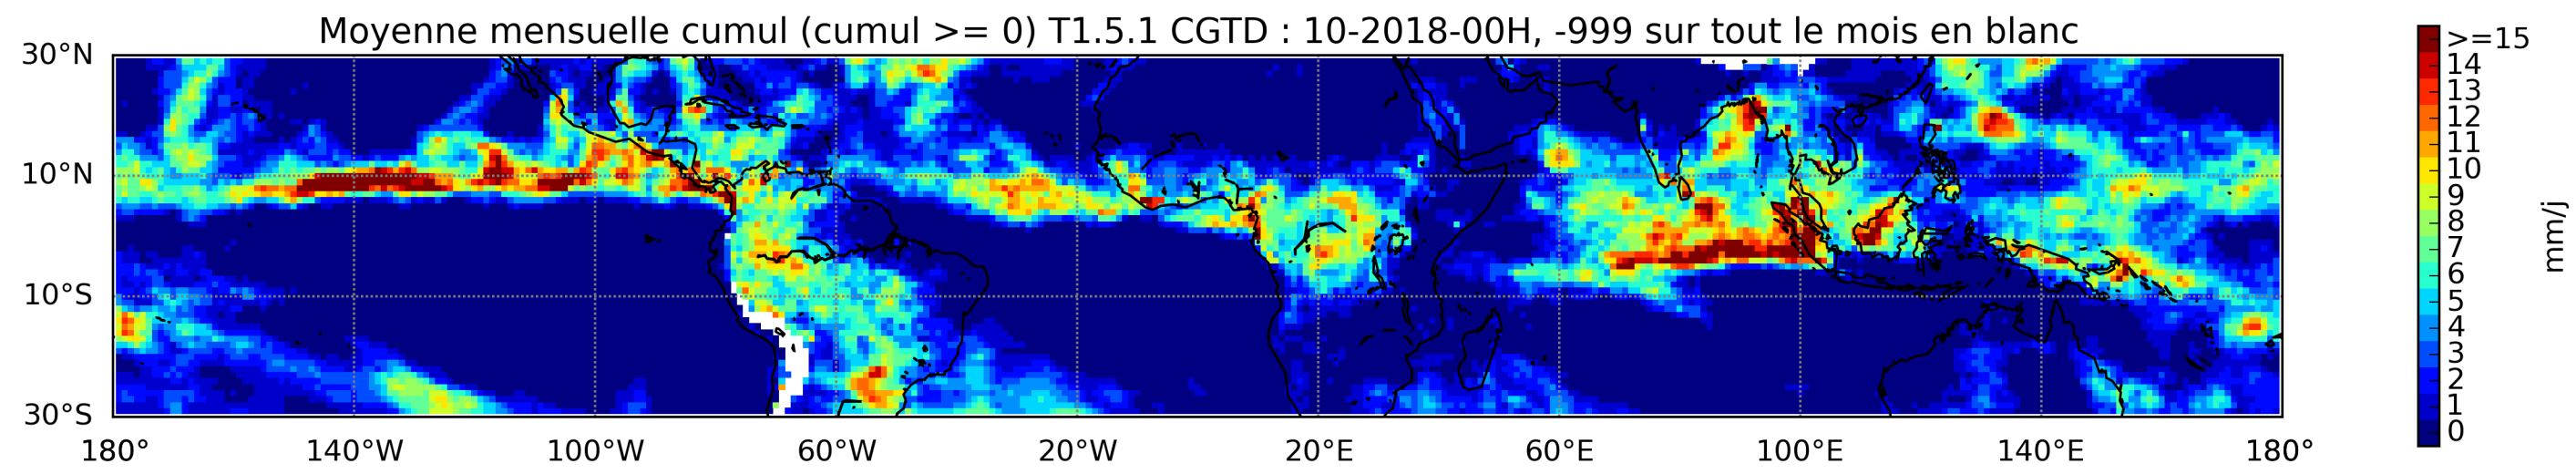 Moyenne mensuelle cumul (cumul >= 0) T1.5.1 CGTD : 10-2018-00H, -999 sur tout le mois en blanc
30°N
10°N
10°S
30°S
180°
140°W
100°W
60°W
20°W
20°E
60°E
100°E
140°E
180°
>=15
14
13
12
11
10
9
8
7
6
5
4
3
2
1
0
mm/j